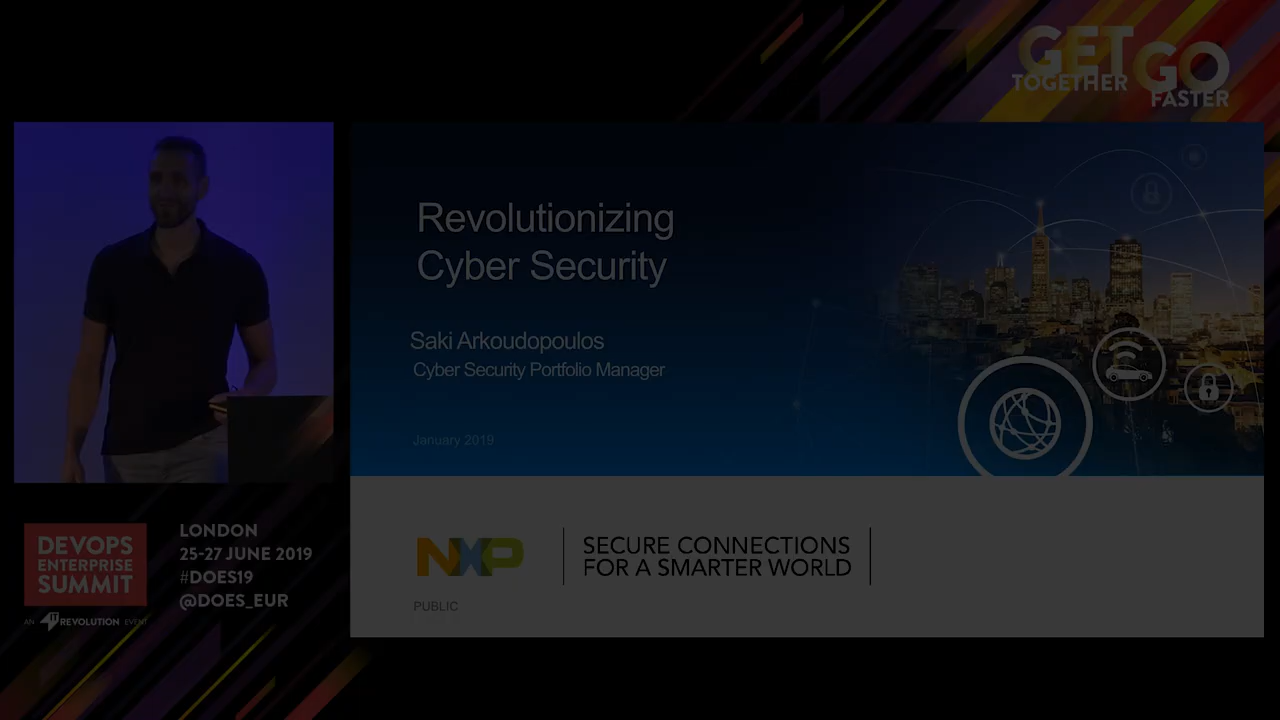 GET
TOGETHER
GO
FASTER
Revolutionizing
Cyber Security
Saki Arkoudopoulos
Cyber Security Portfolio Manager
January 2019
NXP
SECURE CONNECTIONS
FOR A SMARTER WORLD
PUBLIC
DEVOPS
ENTERPRISE
SUMMIT
AN IT REVOLUTION EVENT
LONDON
25-27 JUNE 2019
#DOES19
@DOES_EUR